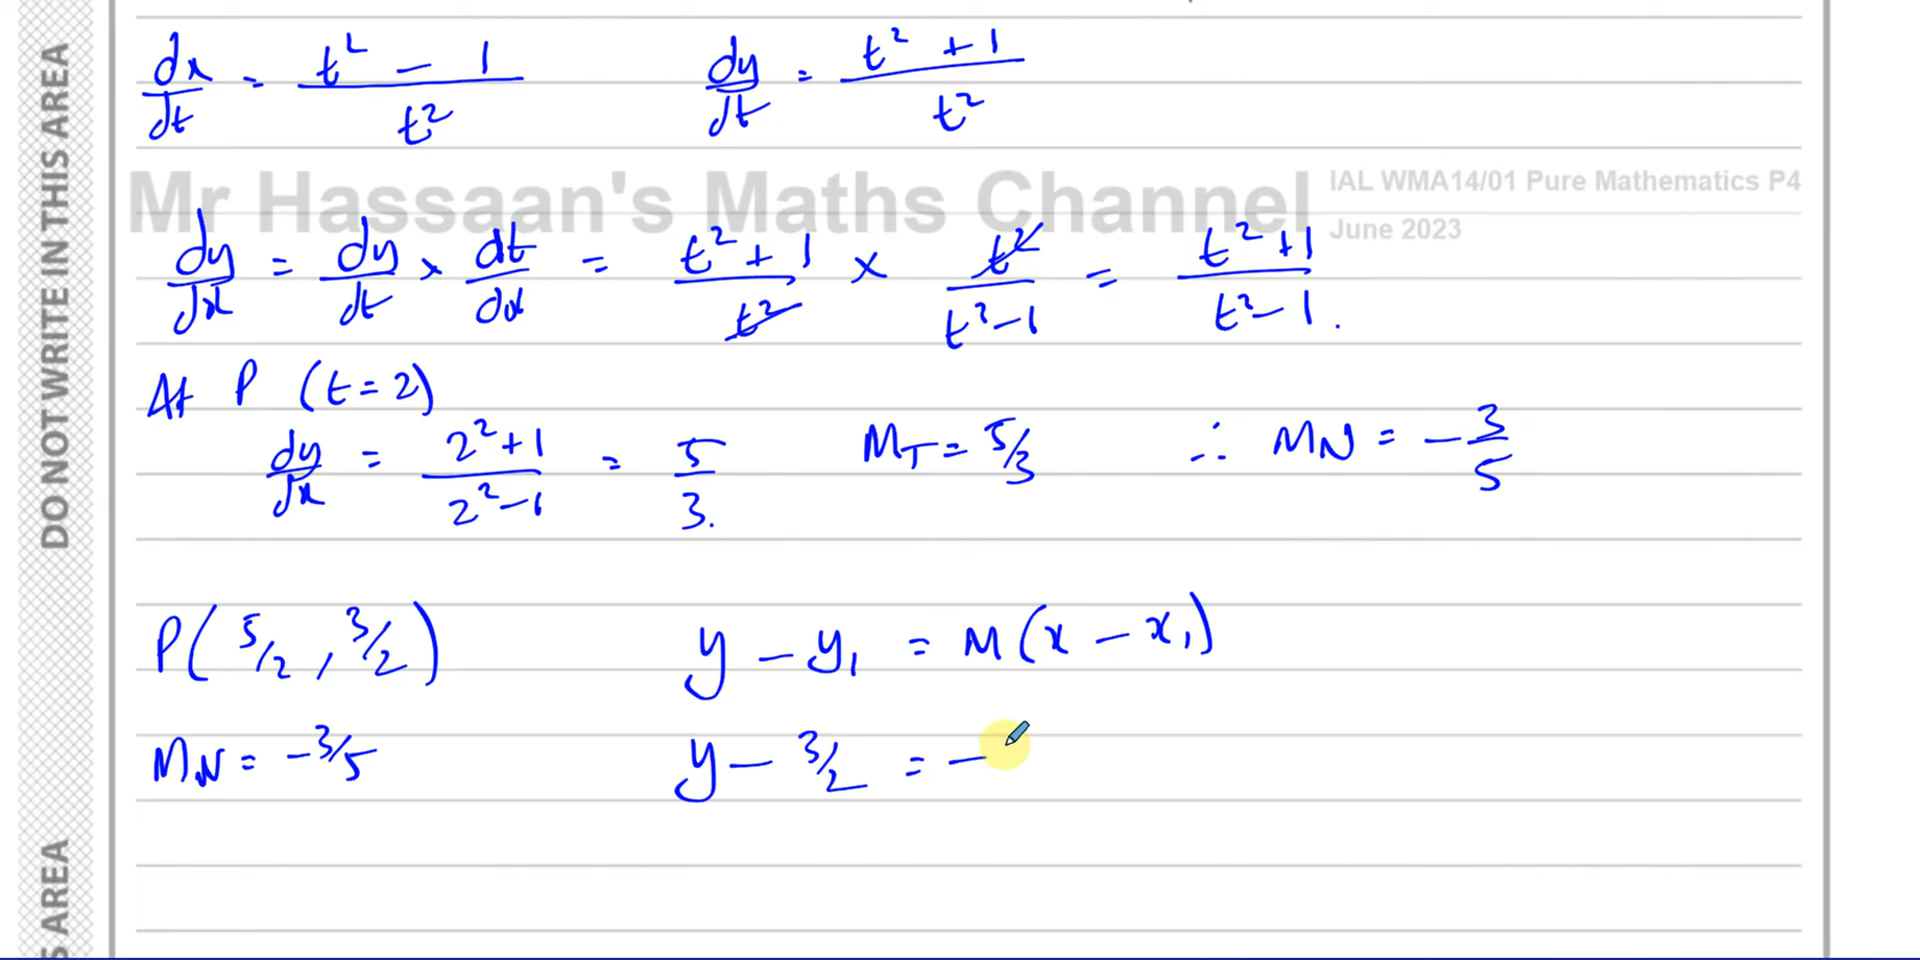 dx/dt = (t² - 1)/t²   dy/dt = (t² + 1)/t²
Mr Hassaan's Maths Channel
IAL WMA14/01 Pure Mathematics P4
June 2023
dy/dx = dy/dt × dt/dx = (t² + 1)/t² × t²/(t² - 1) = (t² + 1)/(t² - 1).
At P (t = 2)
dy/dx = (2² + 1)/(2² - 1) = 5/3.   M_T = 5/3   ∴ M_N = -3/5
P(5/2, 3/2)   y - y₁ = M(x - x₁)
M_N = -3/5   y - 3/2 = -
DO NOT WRITE IN THIS AREA
S AREA